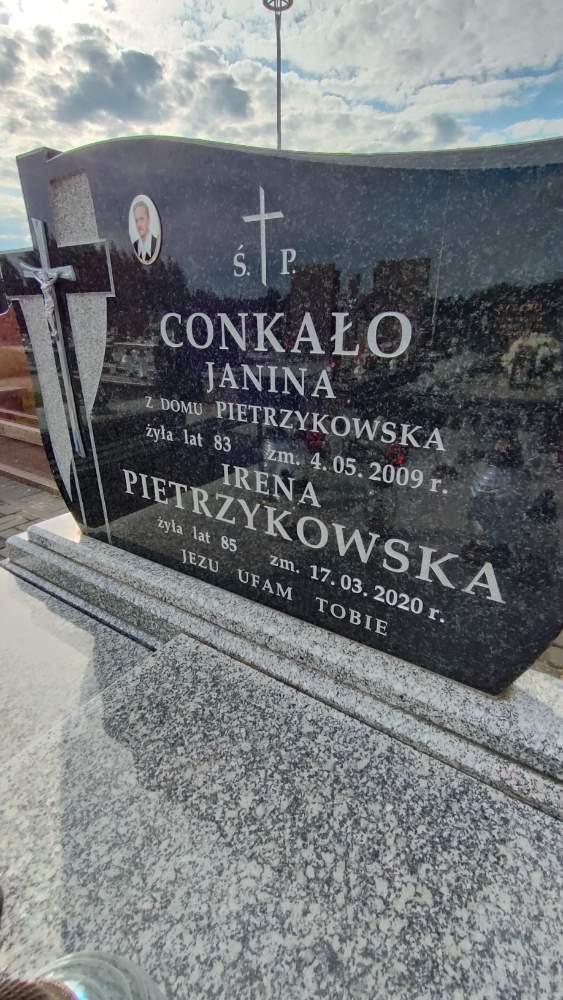 Ś. P.
CONKAŁO
JANINA
Z DOMU PIETRZYKOWSKA
żyła lat 83 zm. 4.05.2009 r.
IRENA
PIETRZYKOWSKA
żyła lat 85 zm. 17.03.2020 r.
JEZU UFAM TOBIE